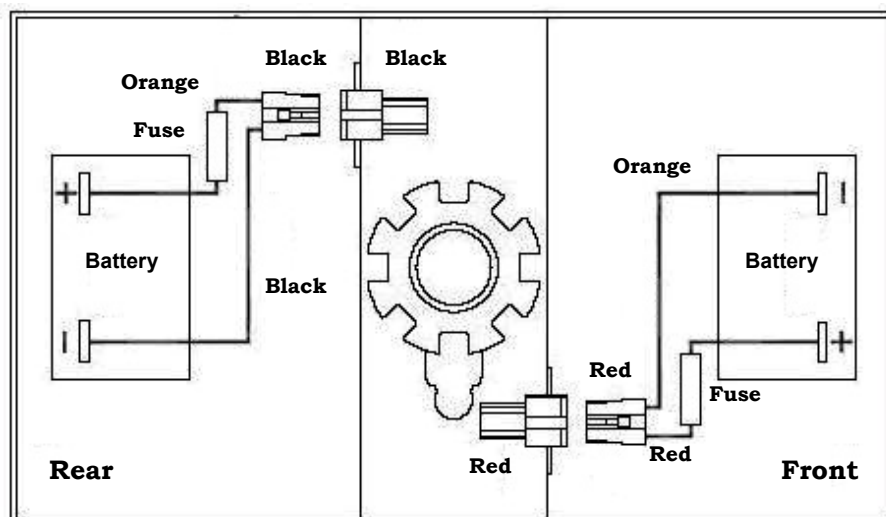 Black
Black
Orange
Fuse
Orange
+
-
Battery
Battery
Black
-
+
Red
Fuse
Red
Red
Rear
Front